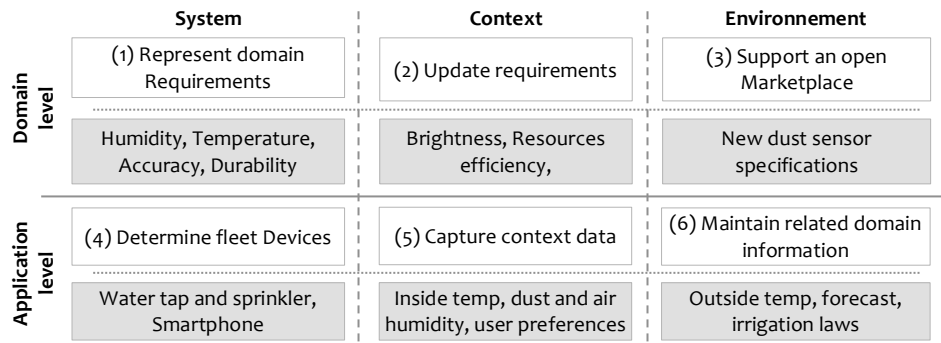 System
Context
Environnement
Domain
level
(1) Represent domain
Requirements
(2) Update requirements
(3) Support an open
Marketplace
Humidity, Temperature,
Accuracy, Durability
Brightness, Resources
efficiency,
New dust sensor
specifications
Application
level
(4) Determine fleet Devices
(5) Capture context data
(6) Maintain related domain
information
Water tap and sprinkler,
Smartphone
Inside temp, dust and air
humidity, user preferences
Outside temp, forecast,
irrigation laws